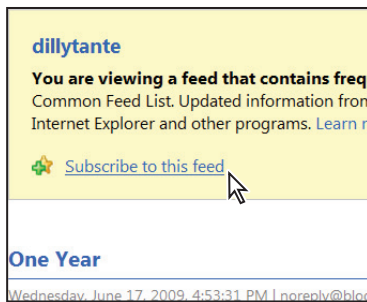 dillytante
You are viewing a feed that contains freq
Common Feed List. Updated information from
Internet Explorer and other programs. Learn
Subscribe to this feed
One Year
Wednesday, June 17, 2009, 4:53:31 PM | noreply@blog